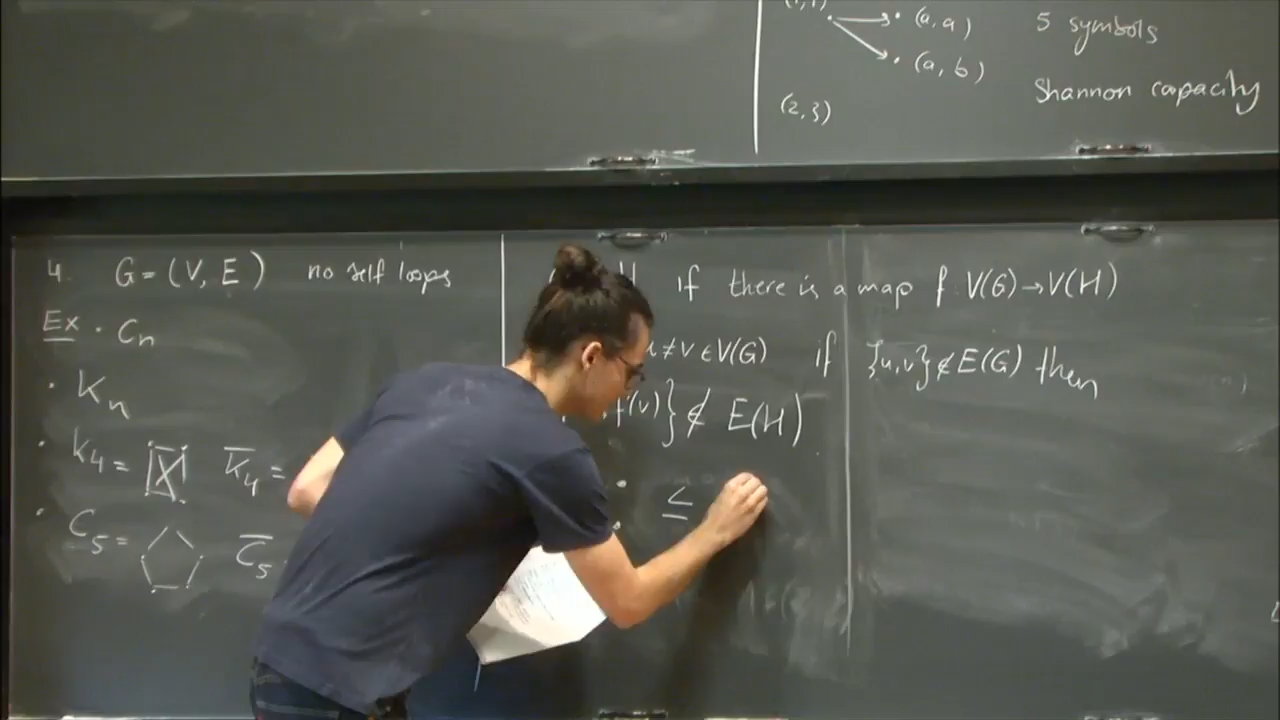 (a, a)
(a, b)
(2,3)
5 symbols
Shannon capacity
4. G = (V, E) no self loops
Ex · Cn
· Kn
· K4 = K̅4 =
· C5 = C̅5
if there is a map f: V(G) → V(H)
u ≠ v ∈ V(G) if {u,v} ∉ E(G) then
f(v)} ∉ E(H)
≤